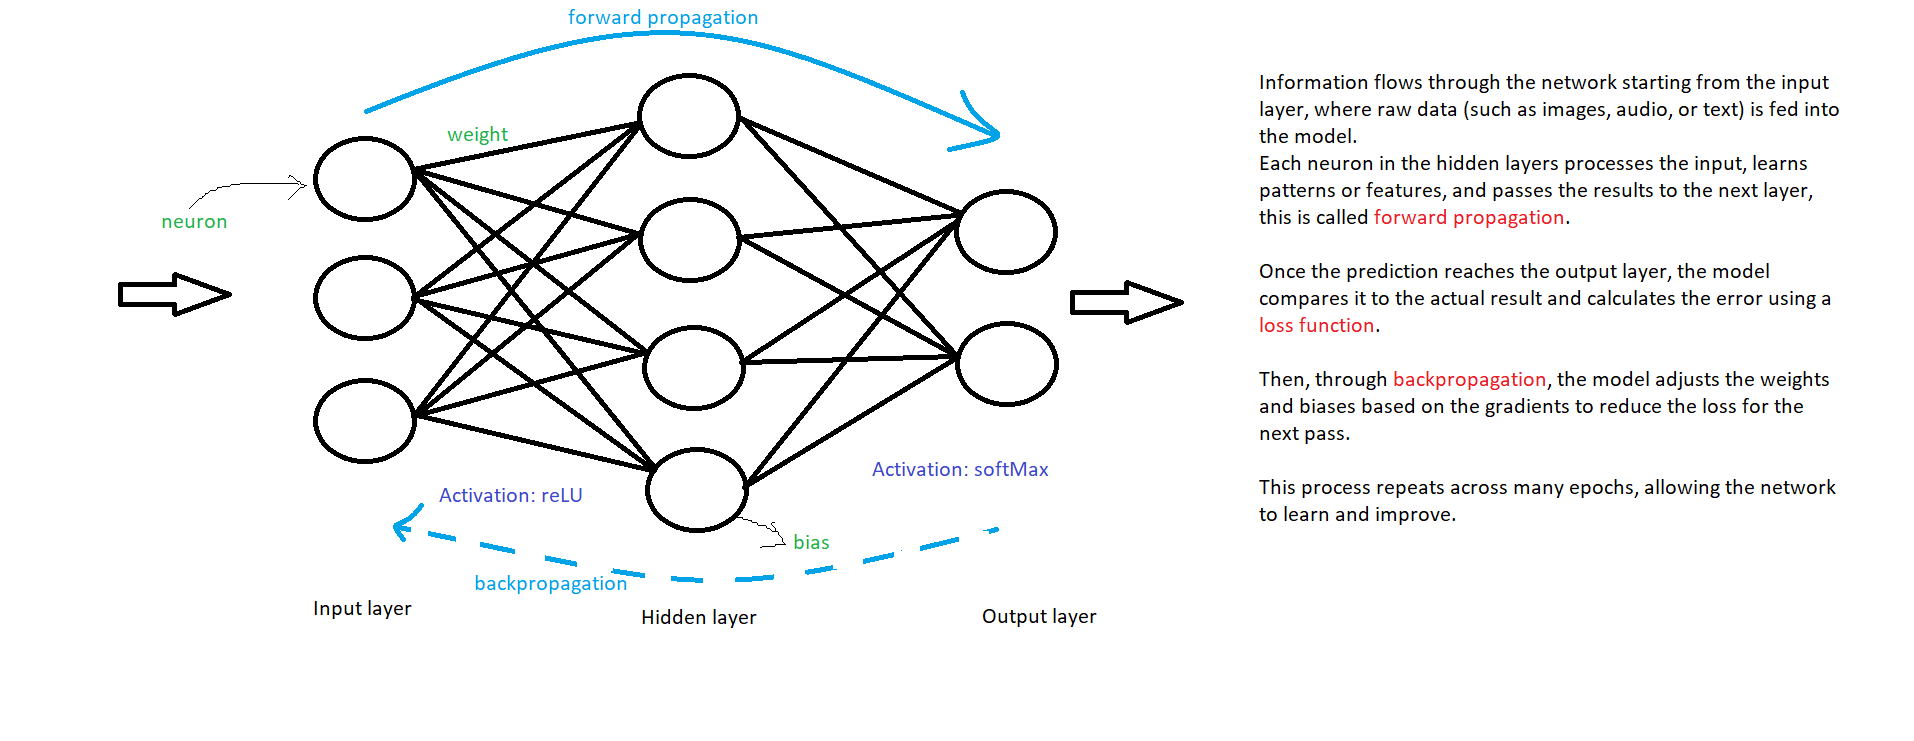 forward propagation
weight
neuron
Activation: reLU
Activation: softMax
bias
backpropagation
Input layer
Hidden layer
Output layer
Information flows through the network starting from the input
layer, where raw data (such as images, audio, or text) is fed into
the model.
Each neuron in the hidden layers processes the input, learns
patterns or features, and passes the results to the next layer,
this is called forward propagation.
Once the prediction reaches the output layer, the model
compares it to the actual result and calculates the error using a
loss function.
Then, through backpropagation, the model adjusts the weights
and biases based on the gradients to reduce the loss for the
next pass.
This process repeats across many epochs, allowing the network
to learn and improve.